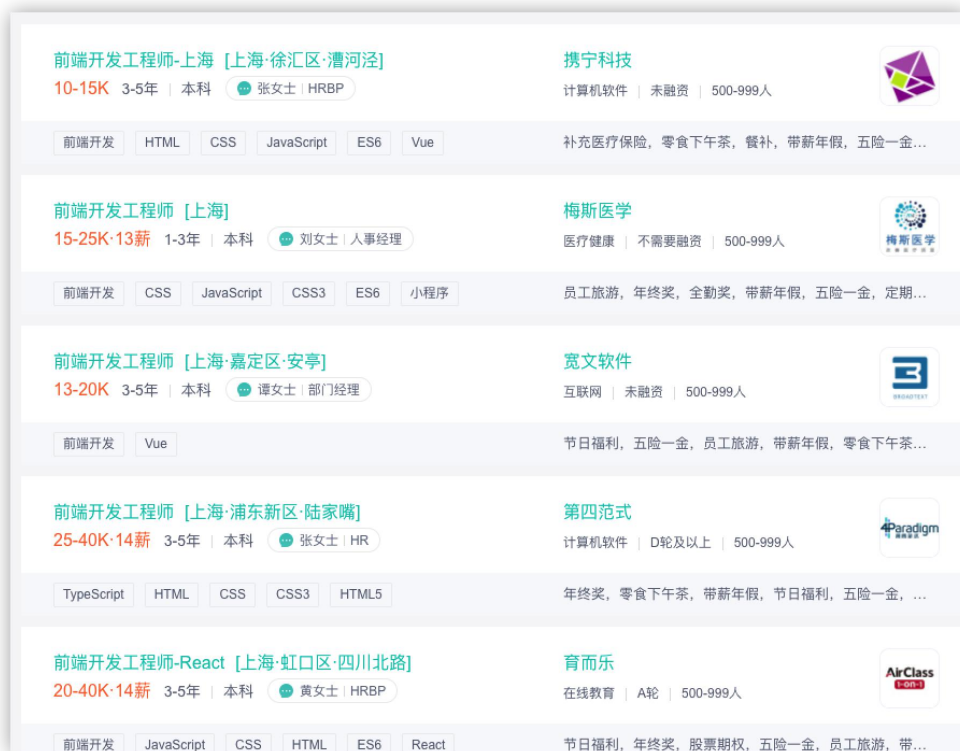 前端开发工程师-上海 [上海·徐汇区·漕河泾]
10-15K 3-5年 本科 张女士 HRBP
携宁科技
计算机软件 未融资 500-999人
前端开发 HTML CSS JavaScript ES6 Vue
补充医疗保险，零食下午茶，餐补，带薪年假，五险一金...
前端开发工程师 [上海]
15-25K·13薪 1-3年 本科 刘女士 人事经理
梅斯医学
医疗健康 不需要融资 500-999人
梅斯医学
前端开发 CSS JavaScript CSS3 ES6 小程序
员工旅游，年终奖，全勤奖，带薪年假，五险一金，定期...
前端开发工程师 [上海·嘉定区·安亭]
13-20K 3-5年 本科 谭女士 部门经理
宽文软件
互联网 未融资 500-999人
BROADTEXT
前端开发 Vue
节日福利，五险一金，员工旅游，带薪年假，零食下午茶...
前端开发工程师 [上海·浦东新区·陆家嘴]
25-40K·14薪 3-5年 本科 张女士 HR
第四范式
计算机软件 D轮及以上 500-999人
4Paradigm
TypeScript HTML CSS CSS3 HTML5
年终奖，零食下午茶，带薪年假，节日福利，五险一金，...
前端开发工程师-React [上海·虹口区·四川北路]
20-40K·14薪 3-5年 本科 黄女士 HRBP
育而乐
在线教育 A轮 500-999人
AirClass
1-on-1
前端开发 JavaScript CSS HTML ES6 React
节日福利，年终奖，股票期权，五险一金，员工旅游，带...